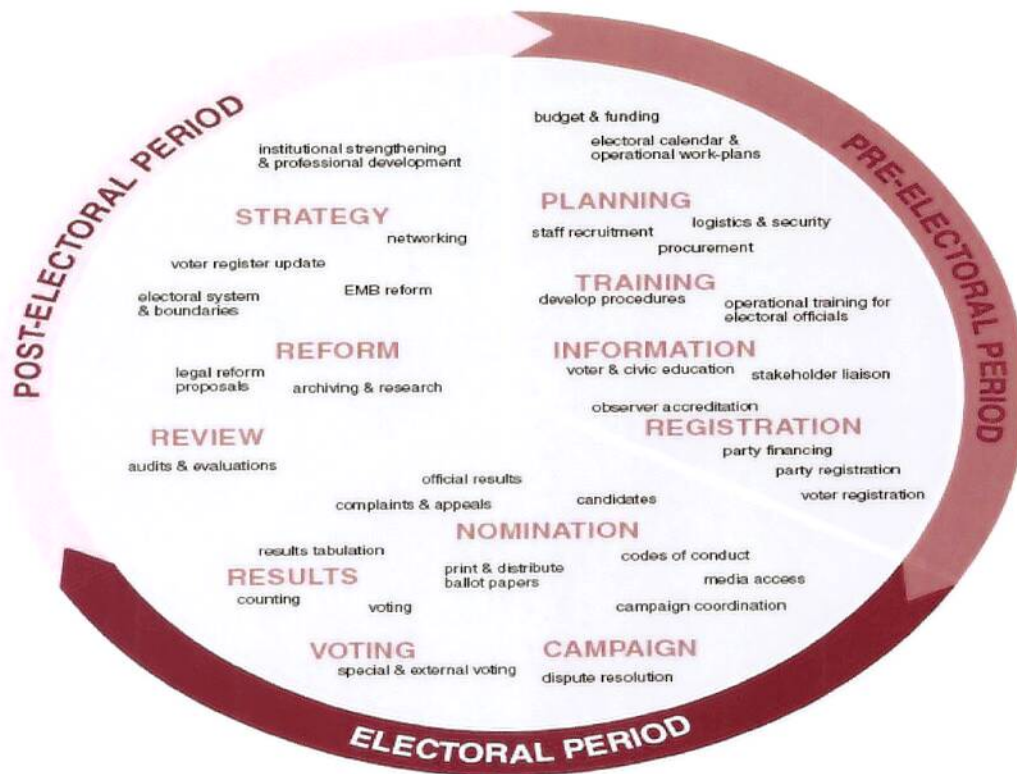 POST-ELECTORAL PERIOD
PRE-ELECTORAL PERIOD
ELECTORAL PERIOD
budget & funding
electoral calendar &
operational work-plans
PLANNING
logistics & security
staff recruitment
procurement
TRAINING
develop procedures
operational training for
electoral officials
INFORMATION
voter & civic education
stakeholder liaison
observer accreditation
REGISTRATION
party financing
party registration
voter registration
candidates
NOMINATION
codes of conduct
print & distribute
ballot papers
media access
campaign coordination
CAMPAIGN
dispute resolution
VOTING
special & external voting
voting
official results
complaints & appeals
results tabulation
RESULTS
counting
REVIEW
audits & evaluations
REFORM
legal reform
proposals
archiving & research
institutional strengthening
& professional development
STRATEGY
networking
voter register update
electoral system
& boundaries
EMB reform